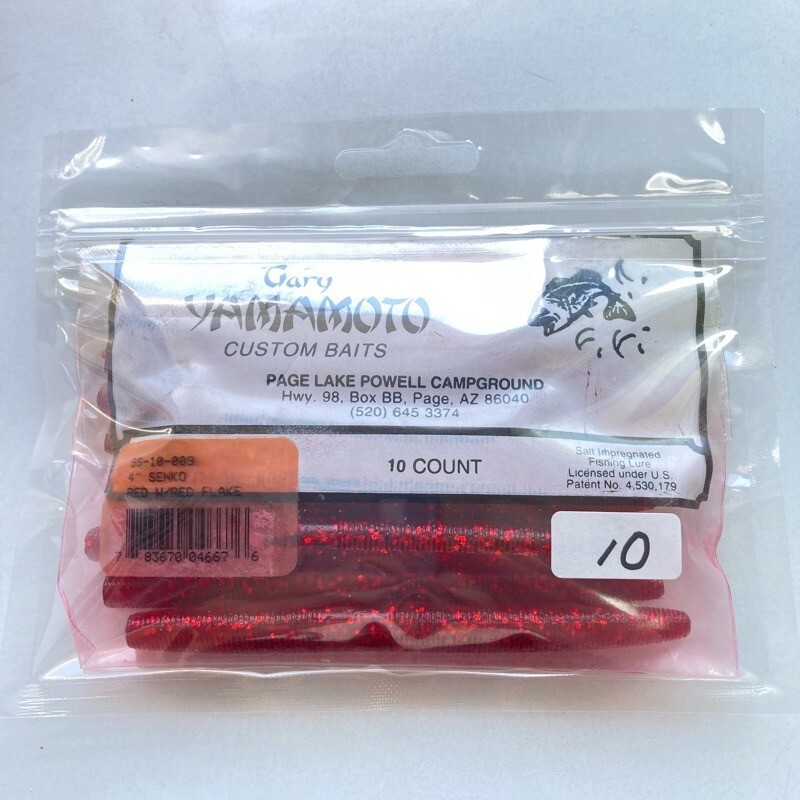 Gary
YAMAMOTO
CUSTOM BAITS
PAGE LAKE POWELL CAMPGROUND
Hwy. 98, Box BB, Page, AZ 86040
(520) 645 3374
10 COUNT
Salt Impregnated
Fishing Lure
Licensed under U.S.
Patent No. 4,530,179
9S-10-009
4" SENKO
RED W/RED FLAKE
7 83670 04667 6
10